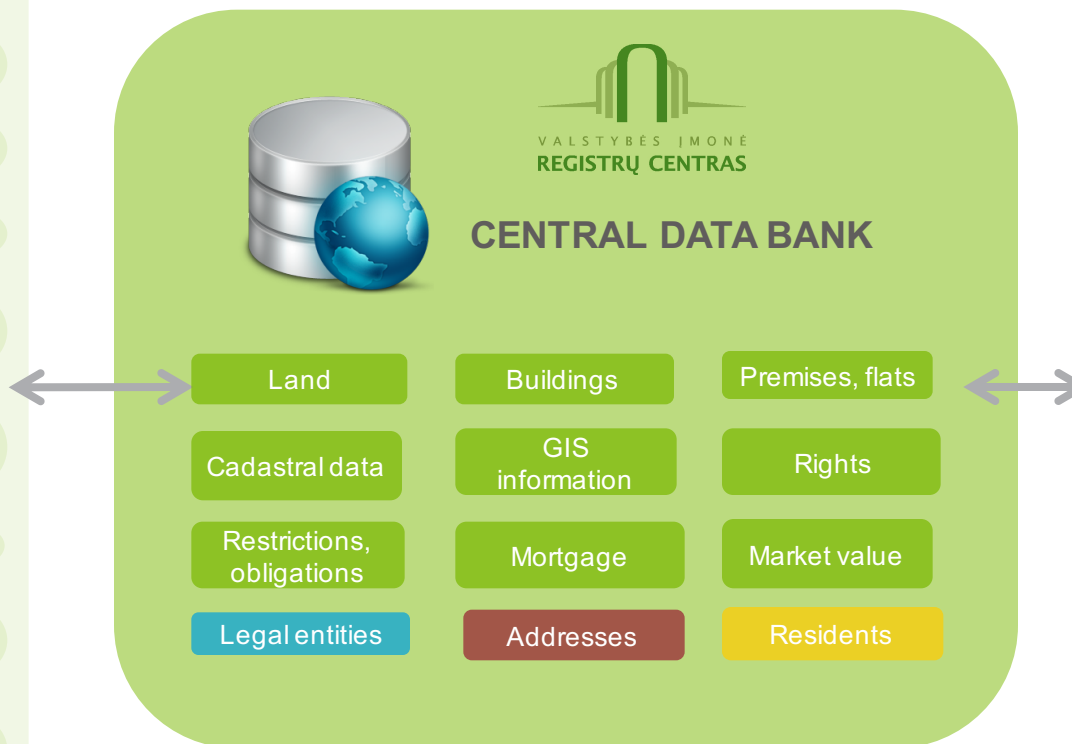 VALSTYBĖS ĮMONĖ
REGISTRŲ CENTRAS
CENTRAL DATA BANK
Land
Buildings
Premises, flats
Cadastral data
GIS
information
Rights
Restrictions,
obligations
Mortgage
Market value
Legal entities
Addresses
Residents